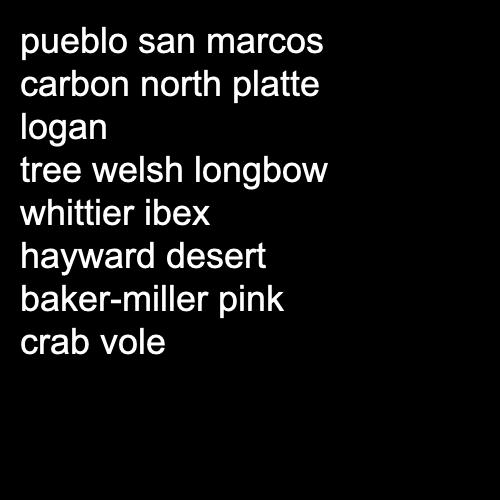 pueblo san marcos
carbon north platte
logan
tree welsh longbow
whittier ibex
hayward desert
baker-miller pink
crab vole